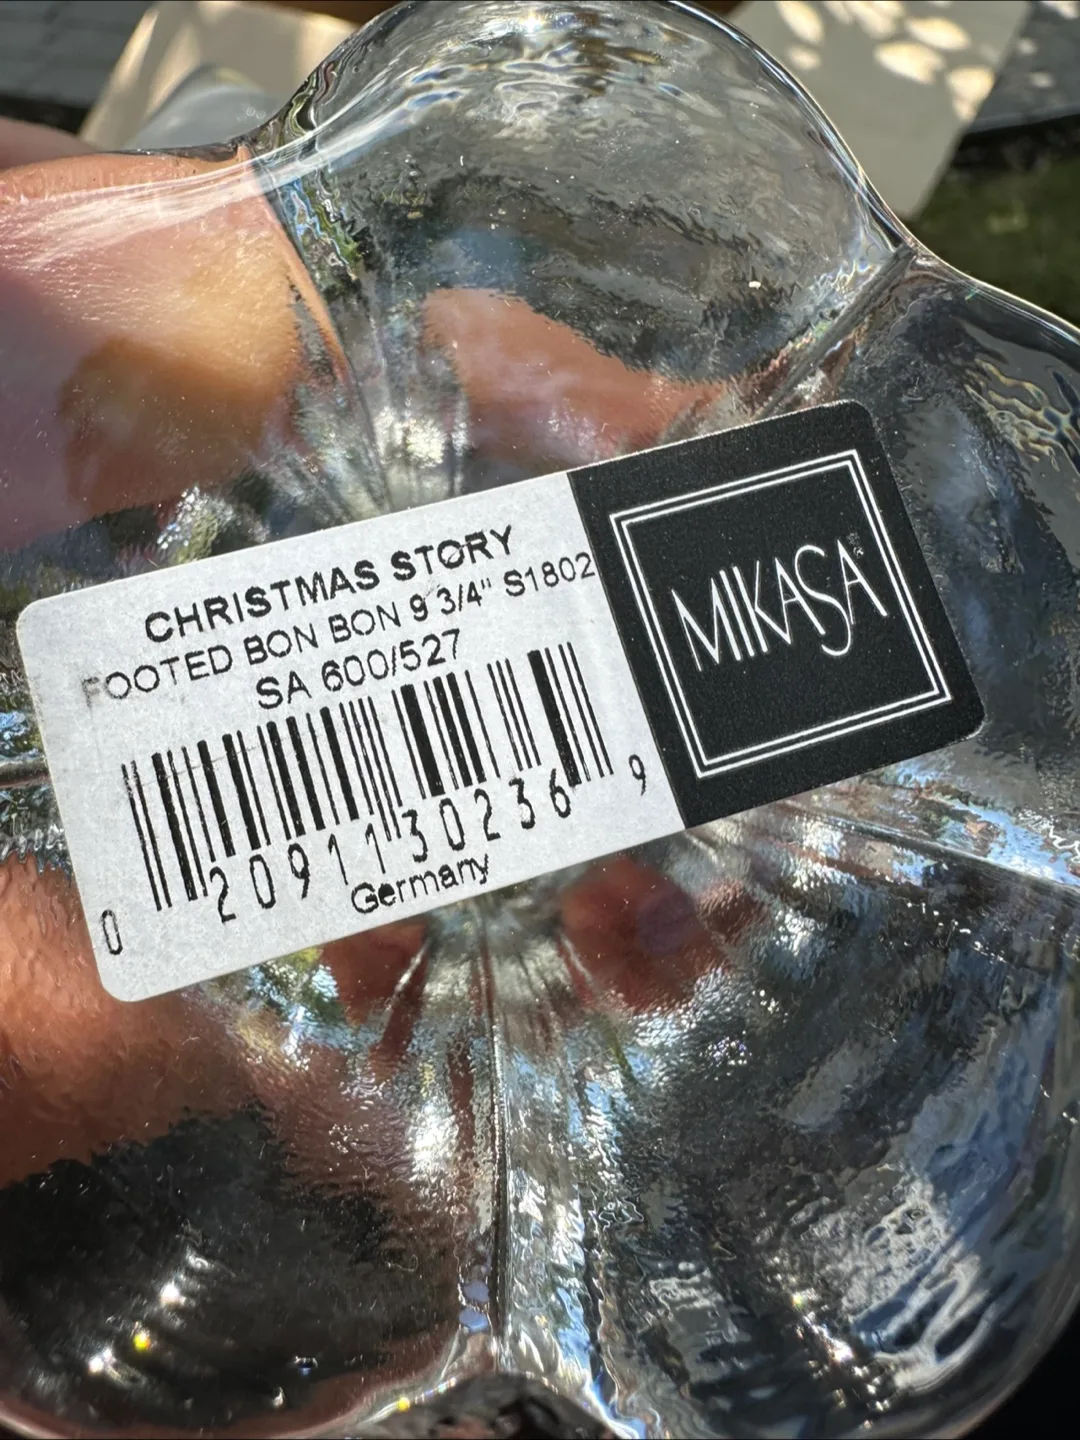 CHRISTMAS STORY
FOOTED BON BON 9 3/4" S1802
SA 600/527
0 20911 30236 9
Germany
MIKASA